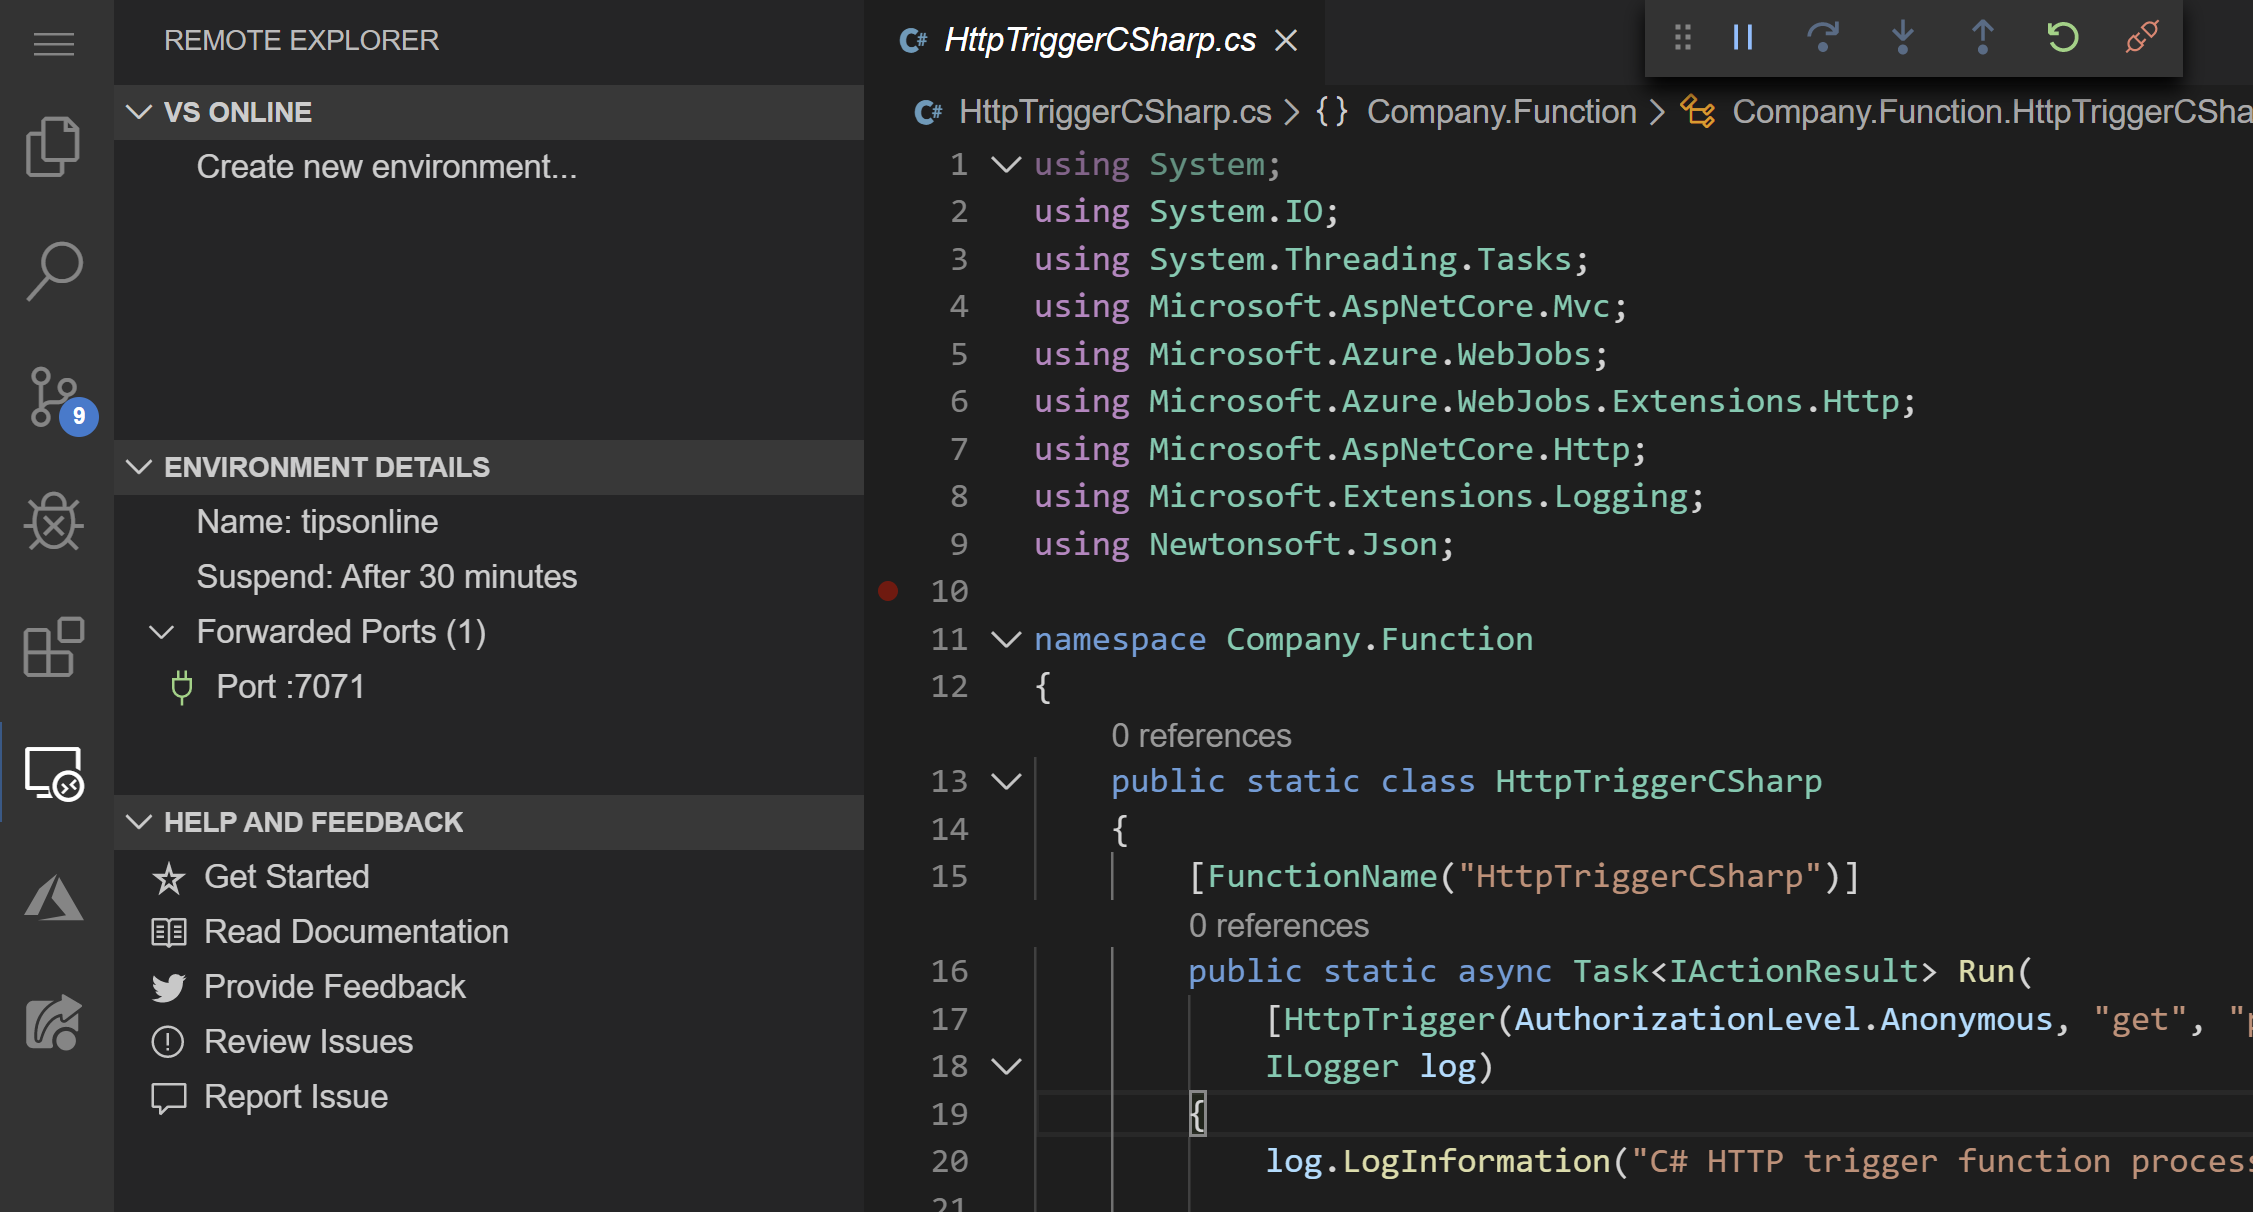 REMOTE EXPLORER
VS ONLINE
Create new environment...
9
ENVIRONMENT DETAILS
Name: tipsonline
Suspend: After 30 minutes
Forwarded Ports (1)
Port :7071
HELP AND FEEDBACK
Get Started
Read Documentation
Provide Feedback
Review Issues
Report Issue
C# HttpTriggerCSharp.cs
C# HttpTriggerCSharp.cs > {} Company.Function > Company.Function.HttpTriggerCSha
1 using System;
2 using System.IO;
3 using System.Threading.Tasks;
4 using Microsoft.AspNetCore.Mvc;
5 using Microsoft.Azure.WebJobs;
6 using Microsoft.Azure.WebJobs.Extensions.Http;
7 using Microsoft.AspNetCore.Http;
8 using Microsoft.Extensions.Logging;
9 using Newtonsoft.Json;
10
11 namespace Company.Function
12 {
0 references
13 public static class HttpTriggerCSharp
14 {
15 [FunctionName("HttpTriggerCSharp")]
0 references
16 public static async Task<IActionResult> Run(
17 [HttpTrigger(AuthorizationLevel.Anonymous, "get", "p
18 ILogger log)
19 {
20 log.LogInformation("C# HTTP trigger function process
21